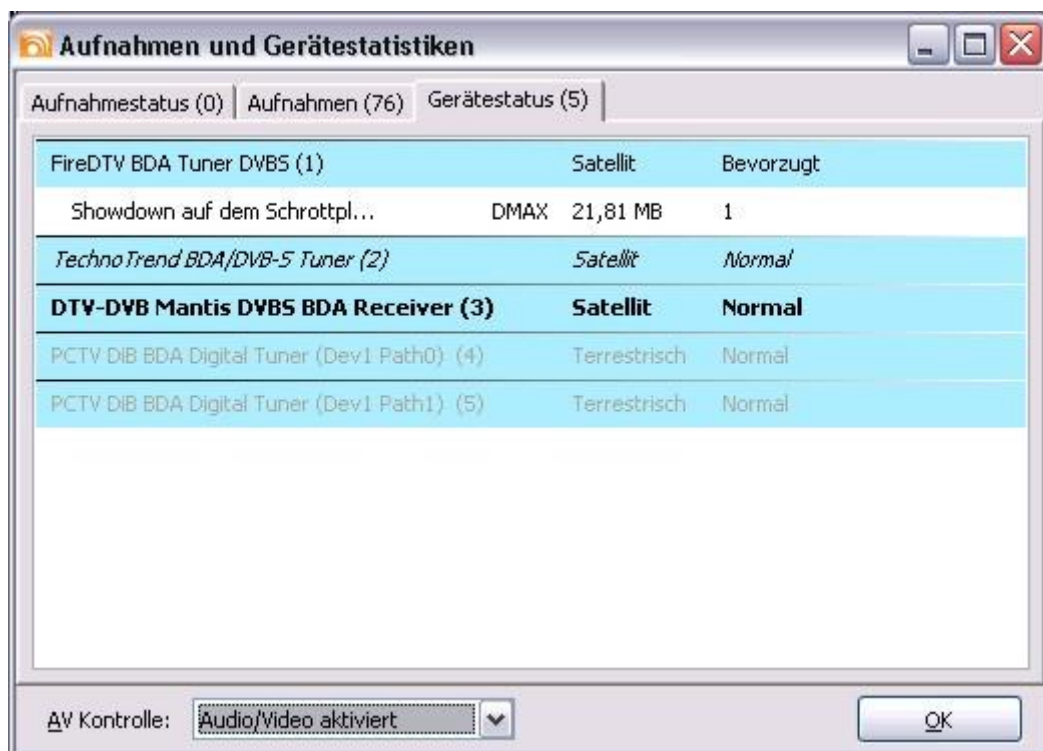 Aufnahmen und Gerätestatistiken
Aufnahmestatus (0) Aufnahmen (76) Gerätestatus (5)
FireDTV BDA Tuner DVBS (1) Satellit Bevorzugt
Showdown auf dem Schrottpl... DMAX 21,81 MB 1
TechnoTrend BDA/DVB-S Tuner (2) Satellit Normal
DTV-DVB Mantis DVBS BDA Receiver (3) Satellit Normal
PCTV DiB BDA Digital Tuner (Dev1 Path0) (4) Terrestrisch Normal
PCTV DiB BDA Digital Tuner (Dev1 Path1) (5) Terrestrisch Normal
AV Kontrolle: Audio/Video aktiviert OK